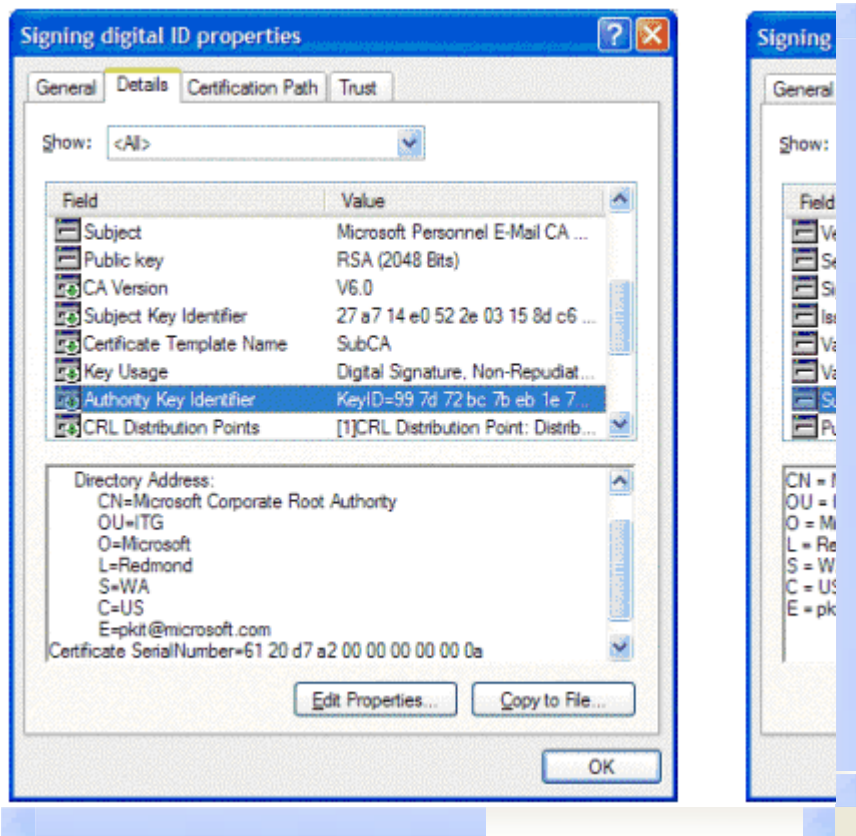 Signing digital ID properties
General Details Certification Path Trust
Show: <All>
Field Value
Subject Microsoft Personnel E-Mail CA ...
Public key RSA (2048 Bits)
CA Version V6.0
Subject Key Identifier 27 a7 14 e0 52 2e 03 15 8d c6 ...
Certificate Template Name SubCA
Key Usage Digital Signature, Non-Repudiat...
Authority Key Identifier KeyID=99 7d 72 bc 7b eb 1e 7...
CRL Distribution Points [1]CRL Distribution Point: Distrib...
Directory Address:
CN=Microsoft Corporate Root Authority
OU=ITG
O=Microsoft
L=Redmond
S=WA
C=US
E=pkit@microsoft.com
Certificate SerialNumber=61 20 d7 a2 00 00 00 00 00 0a
Edit Properties... Copy to File...
OK
Signing
General
Show:
Field
CN =
OU =
O =
L = Re
S = W
C = US
E = pk